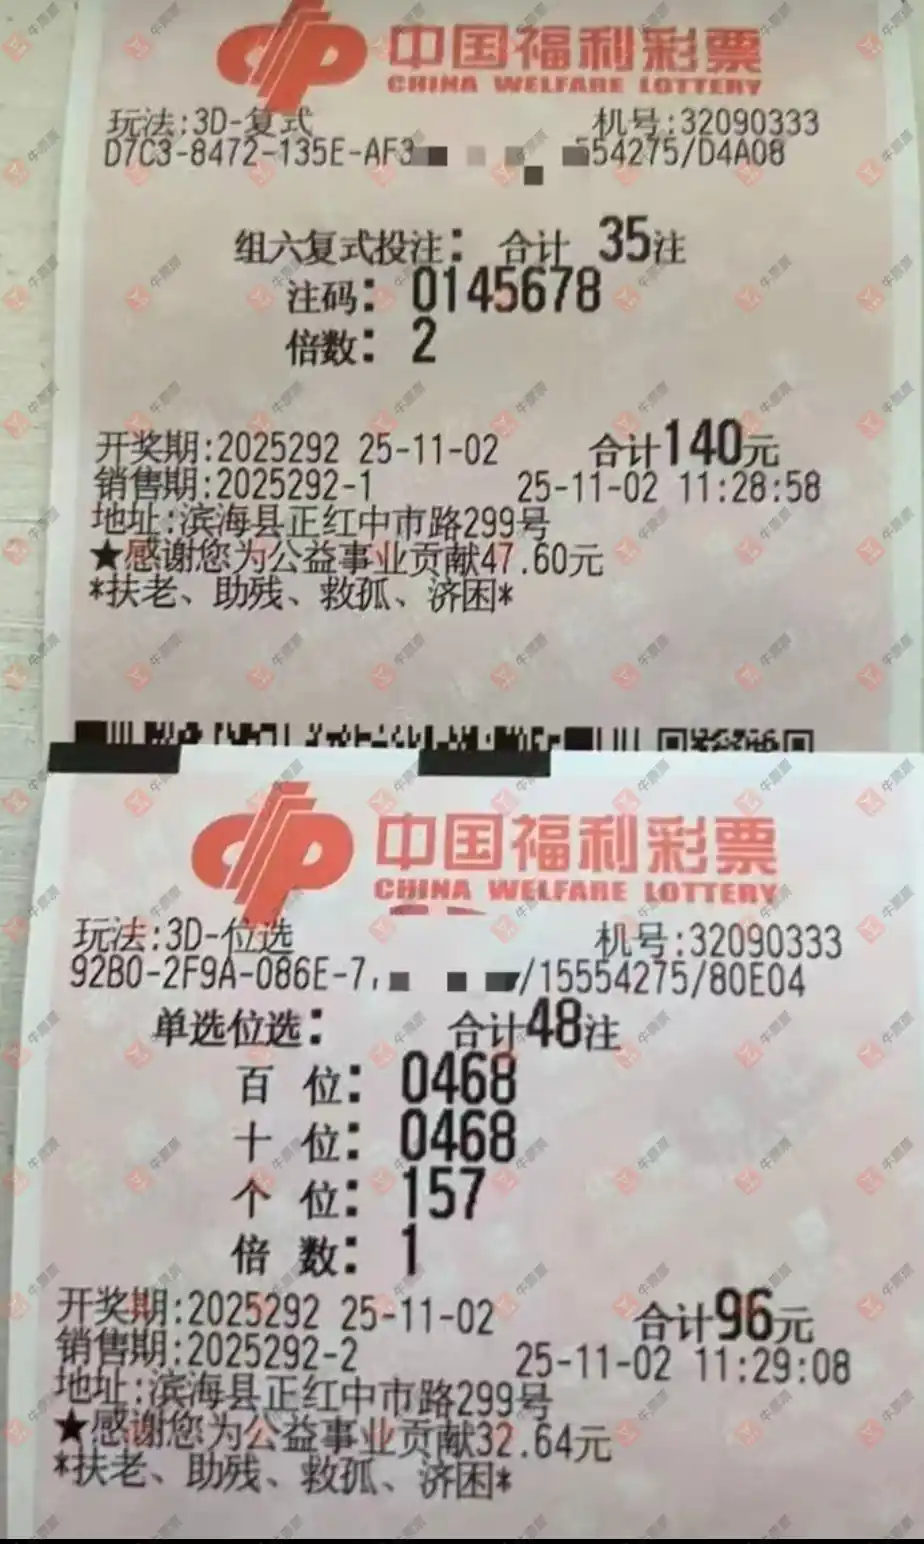 中国福利彩票
CHINA WELFARE LOTTERY
玩法:3D-复式 机号:32090333
D7C3-8472-135E-AF3 554275/D4A08
组六复式投注: 合计 35注
注码: 0145678
倍数: 2
开奖期:2025292 25-11-02 合计140元
销售期:2025292-1 25-11-02 11:28:58
地址:滨海县正红中市路299号
★感谢您为公益事业贡献47.60元
*扶老、助残、救孤、济困*
中国福利彩票
CHINA WELFARE LOTTERY
玩法:3D-位选 机号:32090333
92B0-2F9A-086E-7 /15554275/80E04
单选位选: 合计48注
百 位: 0468
十 位: 0468
个 位: 157
倍 数: 1
开奖期:2025292 25-11-02 合计96元
销售期:2025292-2 25-11-02 11:29:08
地址:滨海县正红中市路299号
★感谢您为公益事业贡献32.64元
*扶老、助残、救孤、济困*